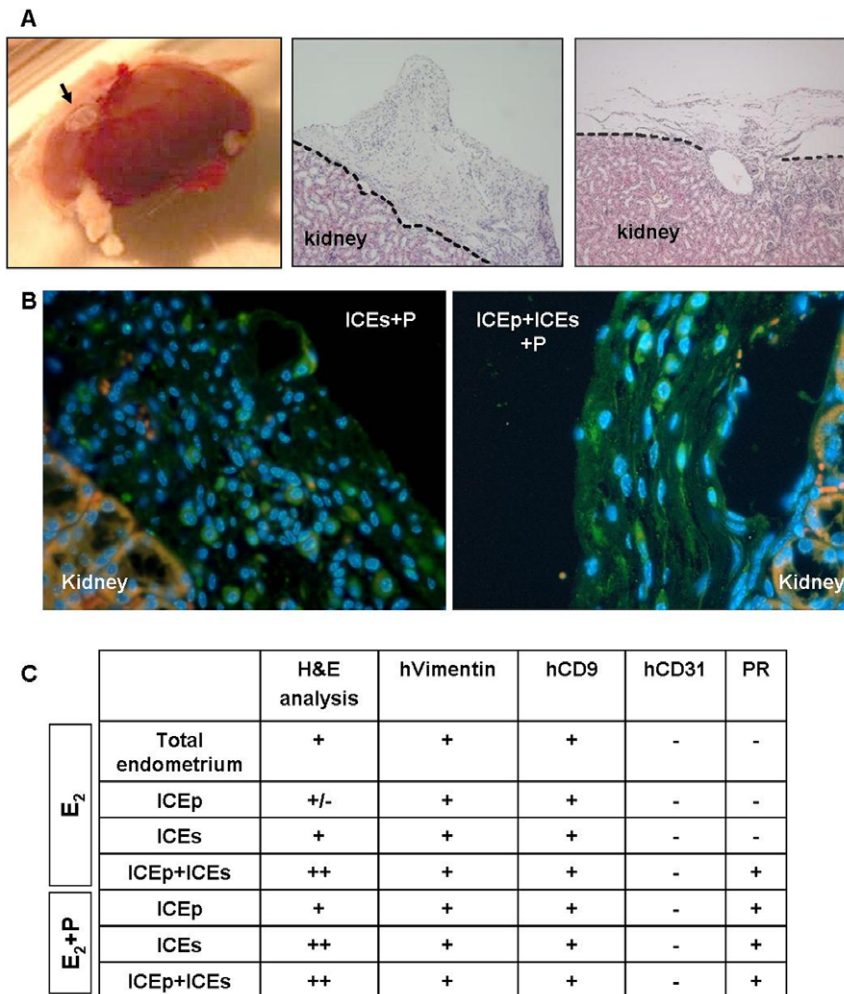 A
kidney
kidney
B
ICEs+P
Kidney
ICEp+ICEs
+P
Kidney
C
H&E
analysis
hVimentin
hCD9
hCD31
PR
E₂
Total
endometrium
+
+
+
-
-
ICEp
+/-
+
+
-
-
ICEs
+
+
+
-
-
ICEp+ICEs
++
+
+
-
+
E₂+P
ICEp
+
+
+
-
+
ICEs
++
+
+
-
+
ICEp+ICEs
++
+
+
-
+